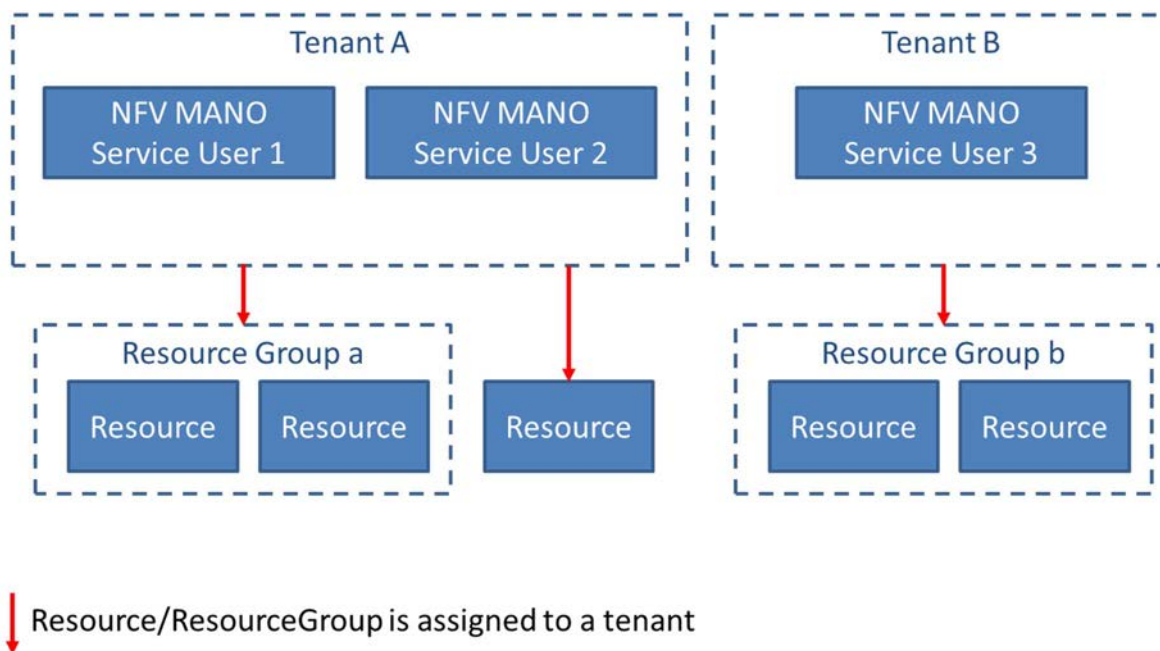 Tenant A
Tenant B
NFV MANO
Service User 1
NFV MANO
Service User 2
NFV MANO
Service User 3
Resource Group a
Resource Group b
Resource
Resource
Resource
Resource
Resource
Resource/ResourceGroup is assigned to a tenant